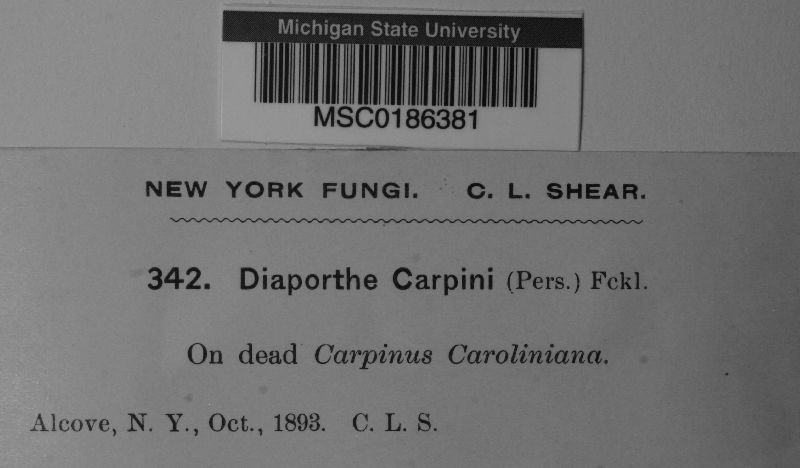 Michigan State University
MSC0186381
NEW YORK FUNGI. C. L. SHEAR.
342. Diaporthe Carpini (Pers.) Fckl.
On dead Carpinus Caroliniana.
Alcove, N. Y., Oct., 1893. C. L. S.